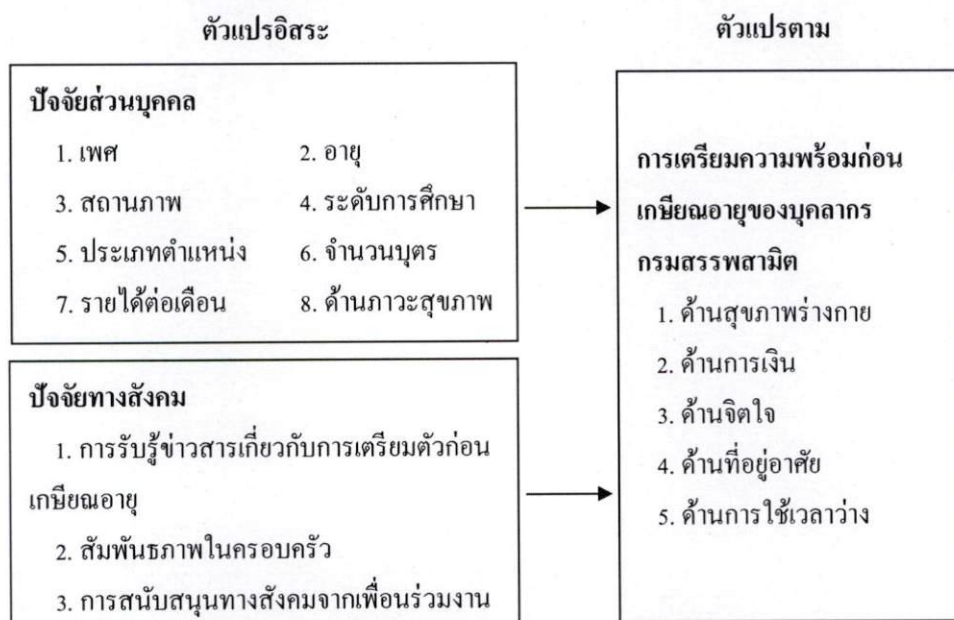 ตัวแปรอิสระ
ปัจจัยส่วนบุคคล
1. เพศ 2. อายุ
3. สถานภาพ 4. ระดับการศึกษา
5. ประเภทตำแหน่ง 6. จำนวนบุตร
7. รายได้ต่อเดือน 8. ด้านภาวะสุขภาพ
ปัจจัยทางสังคม
1. การรับรู้ข่าวสารเกี่ยวกับการเตรียมตัวก่อน
เกษียณอายุ
2. สัมพันธภาพในครอบครัว
3. การสนับสนุนทางสังคมจากเพื่อนร่วมงาน
ตัวแปรตาม
การเตรียมความพร้อมก่อน
เกษียณอายุของบุคลากร
กรมสรรพสามิต
1. ด้านสุขภาพร่างกาย
2. ด้านการเงิน
3. ด้านจิตใจ
4. ด้านที่อยู่อาศัย
5. ด้านการใช้เวลาว่าง